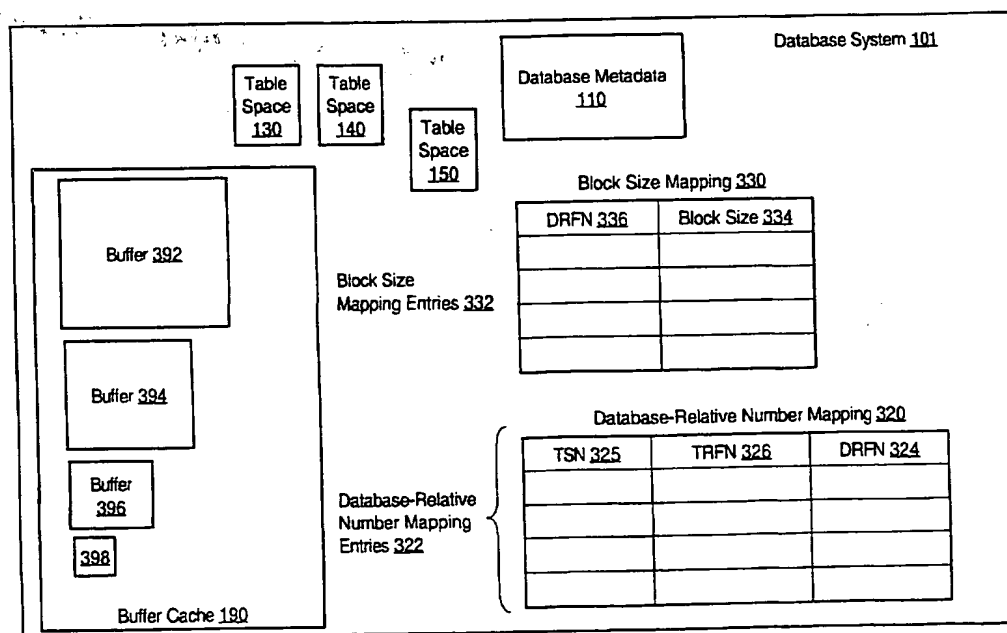 Database System 101
Database Metadata
110
Table
Space
130
Table
Space
140
Table
Space
150
Block Size Mapping 330
DRFN 336 Block Size 334
Buffer 392
Block Size
Mapping Entries 332
Buffer 394
Database-Relative Number Mapping 320
TSN 325 TRFN 326 DRFN 324
Buffer
396
Database-Relative
Number Mapping
Entries 322
398
Buffer Cache 190